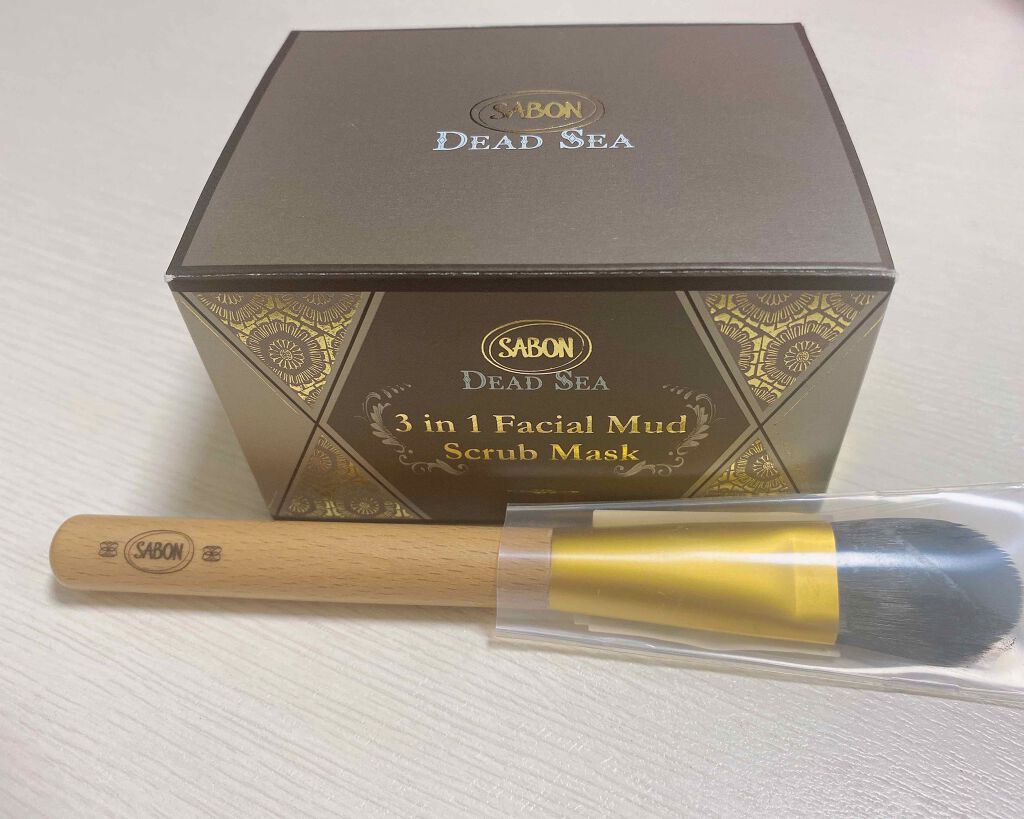 SABON
DEAD SEA
SABON
DEAD SEA
3 in 1 Facial Mud
Scrub Mask
SABON